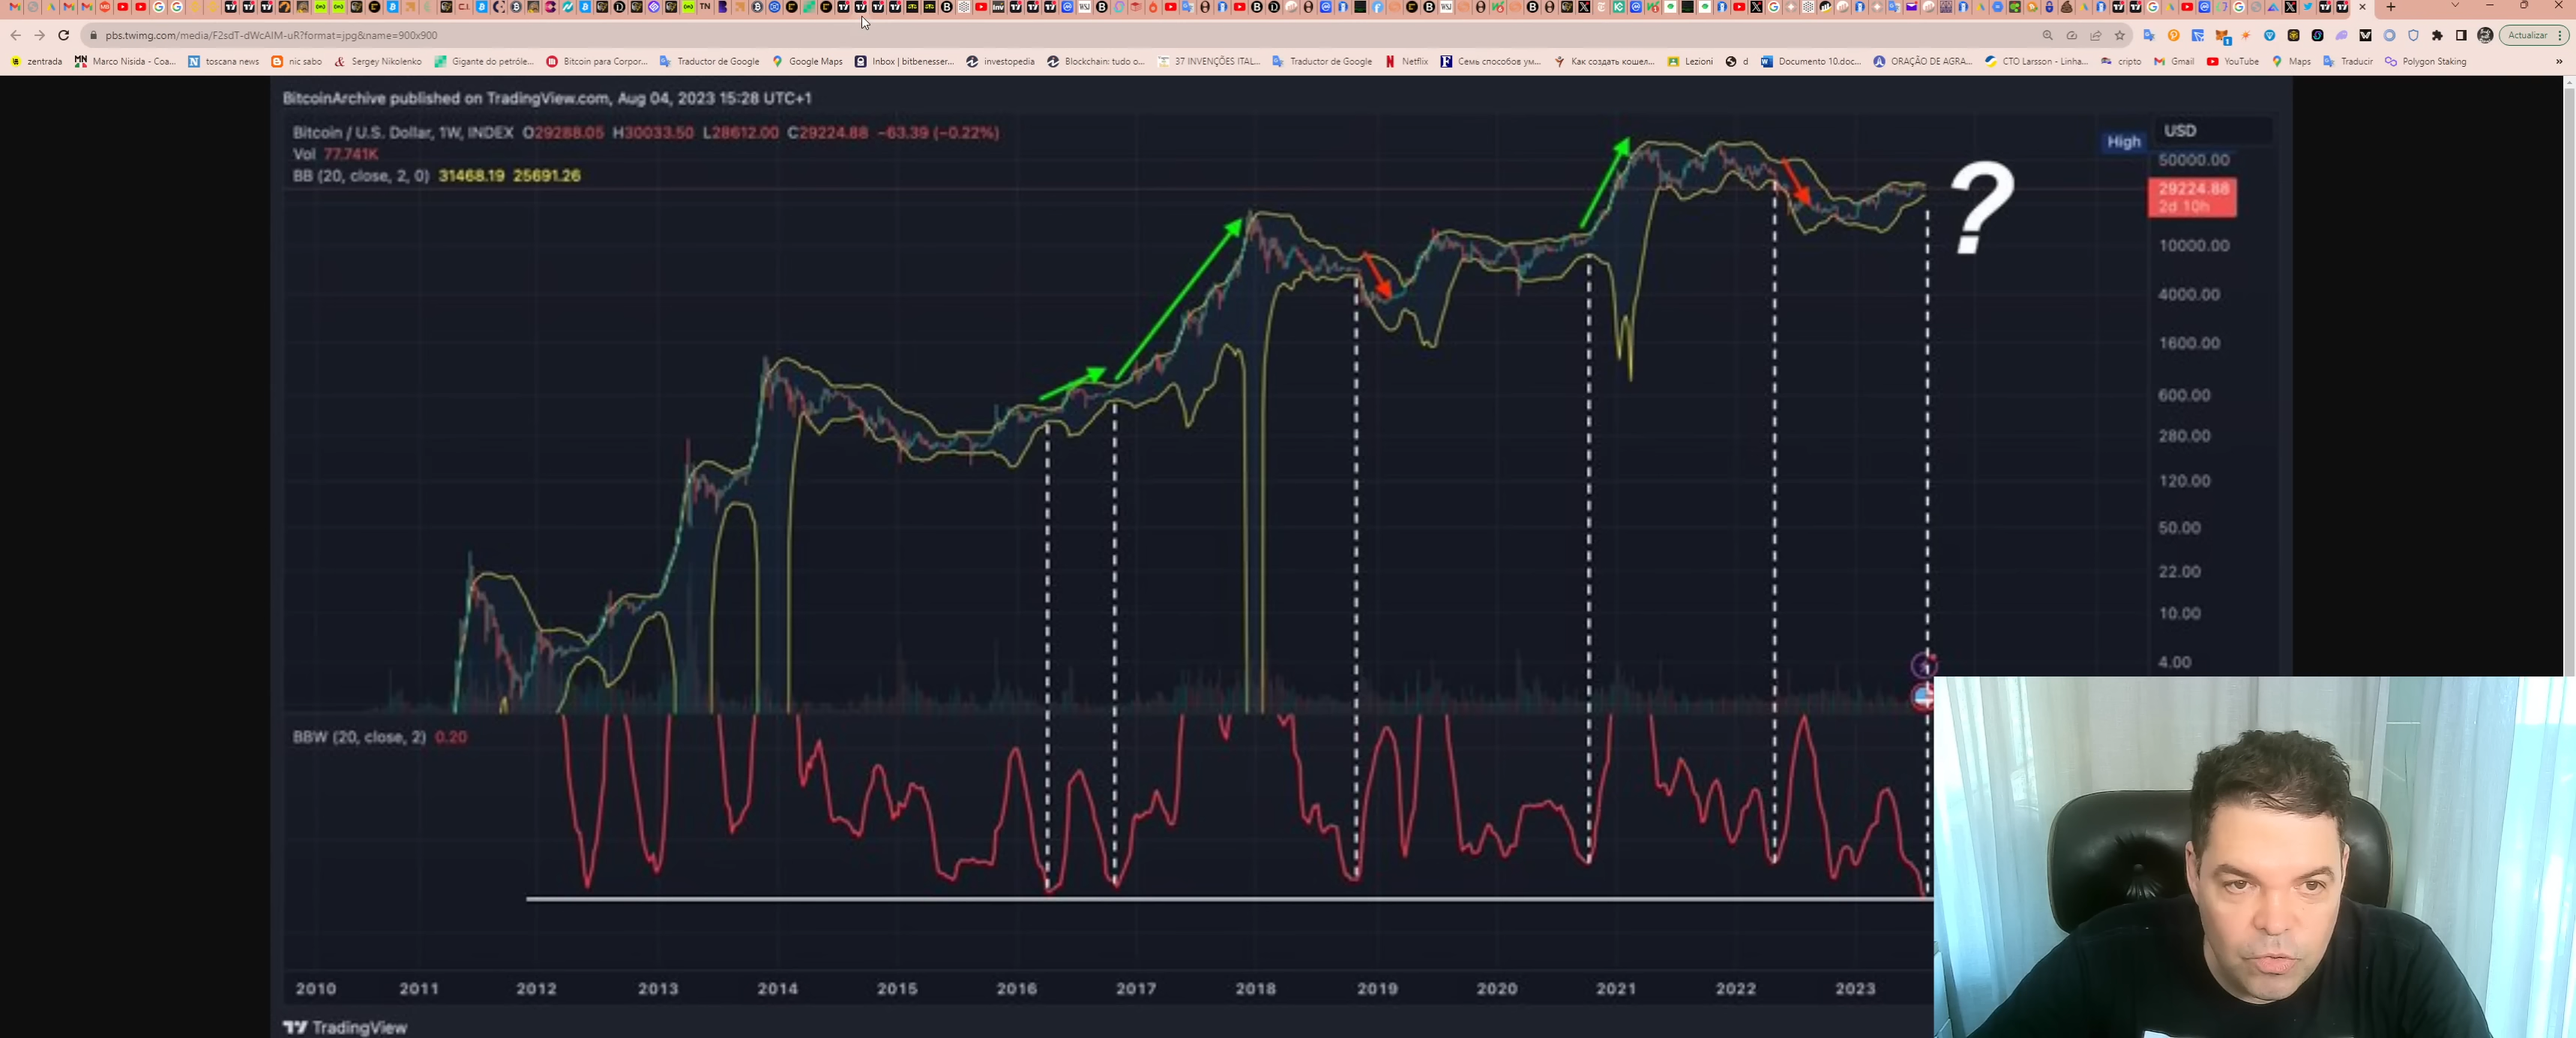 pbs.twimg.com/media/F2sdT-dWcAIM-uR?format=jpg&name=900x900
Actualizar
zentrada
Marco Nisida - Coa...
toscana news
nic sabo
Sergey Nikolenko
Gigante do petróle...
Bitcoin para Corpor...
Traductor de Google
Google Maps
Inbox | bitbenesser...
investopedia
Blockchain: tudo o...
37 INVENÇÕES ITAL...
Traductor de Google
Netflix
Семь способов ум...
Как создать кошел...
Lezioni
d
Documento 10.doc...
ORAÇÃO DE AGRA...
CTO Larsson - Linha...
cripto
Gmail
YouTube
Maps
Traducir
Polygon Staking
BitcoinArchive published on TradingView.com, Aug 04, 2023 15:28 UTC+1
Bitcoin / U.S. Dollar, 1W, INDEX O29288.05 H30033.50 L28612.00 C29224.88 −63.39 (−0.22%)
Vol 77.741K
BB (20, close, 2, 0) 31468.19 25691.26
USD
High
50000.00
29224.88
2d 10h
?
10000.00
4000.00
1600.00
600.00
280.00
120.00
50.00
22.00
10.00
4.00
BBW (20, close, 2) 0.20
2010 2011 2012 2013 2014 2015 2016 2017 2018 2019 2020 2021 2022 2023
TradingView